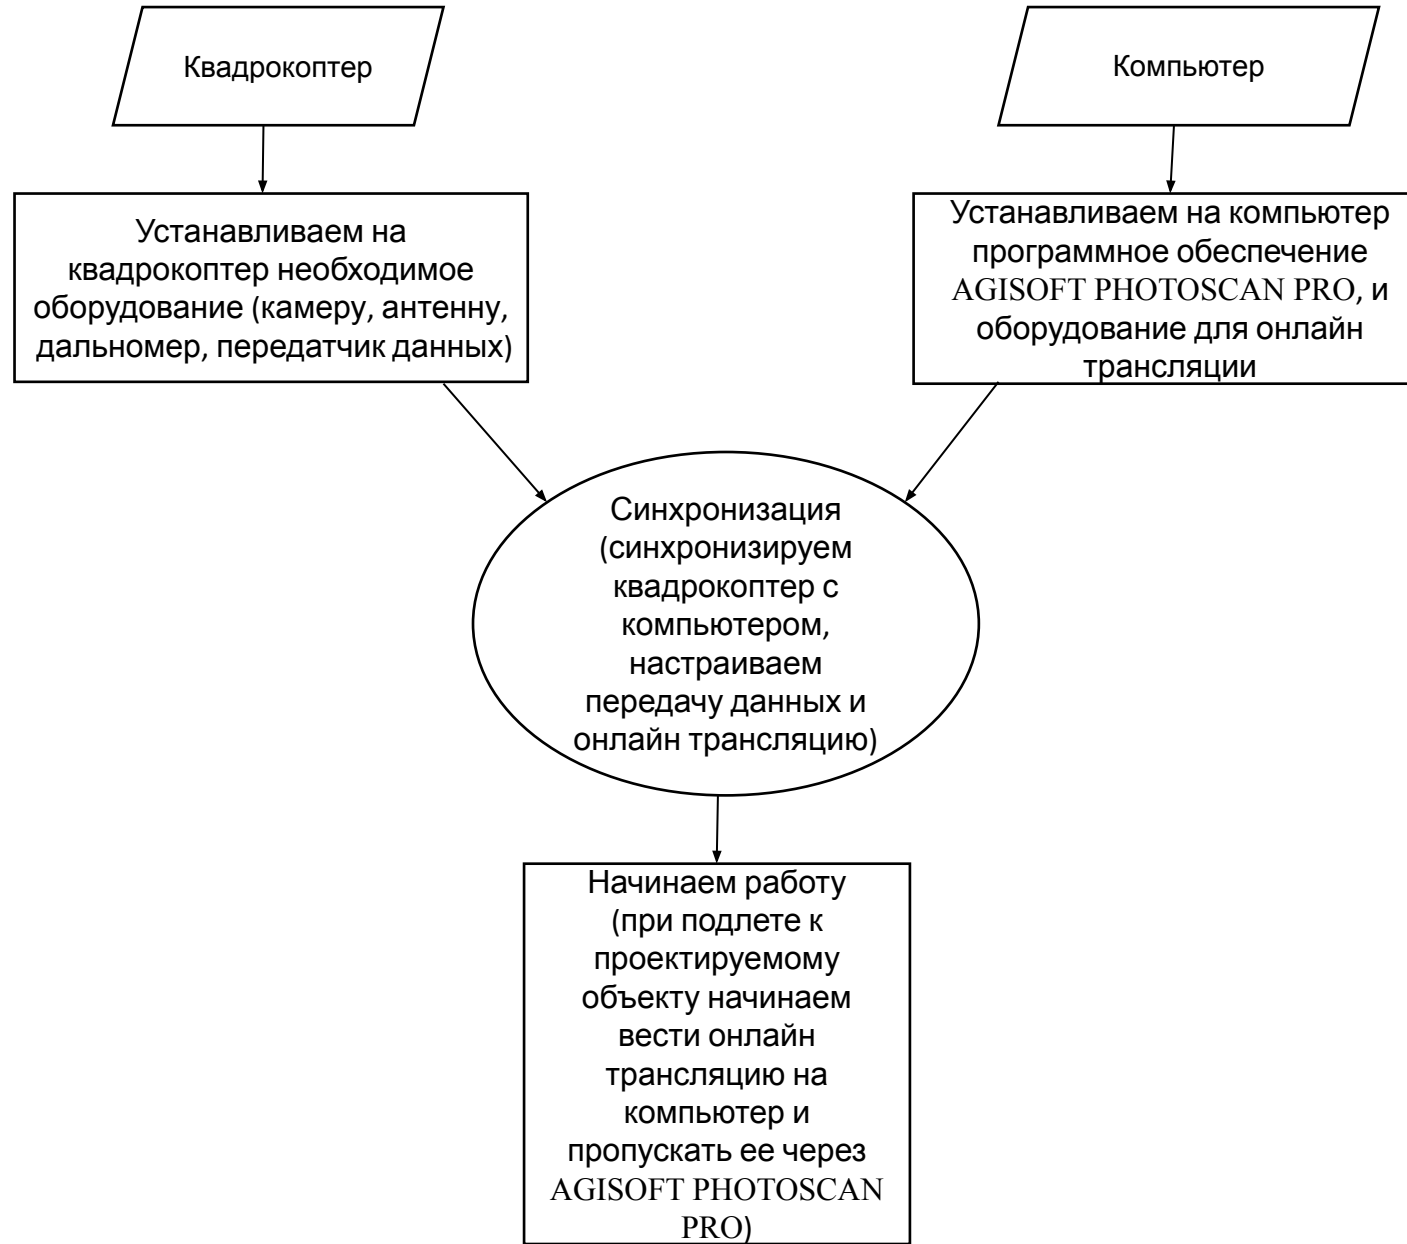 Квадрокоптер
Компьютер
Устанавливаем на
квадрокоптер необходимое
оборудование (камеру, антенну,
дальномер, передатчик данных)
Устанавливаем на компьютер
программное обеспечение
AGISOFT PHOTOSCAN PRO, и
оборудование для онлайн
трансляции
Синхронизация
(синхронизируем
квадрокоптер с
компьютером,
настраиваем
передачу данных и
онлайн трансляцию)
Начинаем работу
(при подлете к
проектируемому
объекту начинаем
вести онлайн
трансляцию на
компьютер и
пропускать ее через
AGISOFT PHOTOSCAN
PRO)